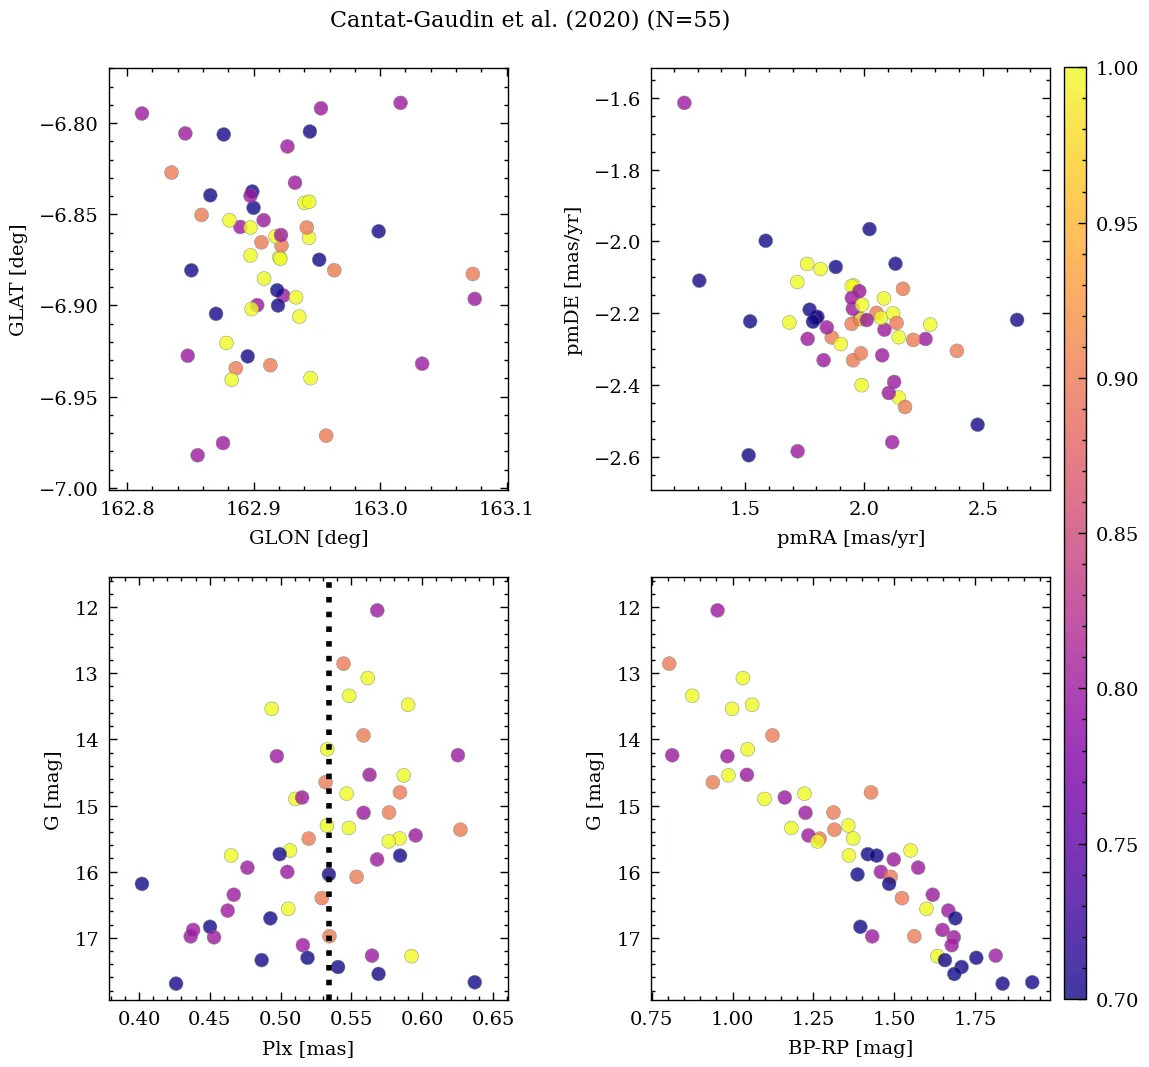 Cantat-Gaudin et al. (2020) (N=55)
GLAT [deg]
−6.80
−6.85
−6.90
−6.95
−7.00
162.8 162.9 163.0 163.1
GLON [deg]
pmDE [mas/yr]
−1.6
−1.8
−2.0
−2.2
−2.4
−2.6
1.5 2.0 2.5
pmRA [mas/yr]
G [mag]
12
13
14
15
16
17
0.40 0.45 0.50 0.55 0.60 0.65
Plx [mas]
G [mag]
12
13
14
15
16
17
0.75 1.00 1.25 1.50 1.75
BP-RP [mag]
1.00
0.95
0.90
0.85
0.80
0.75
0.70